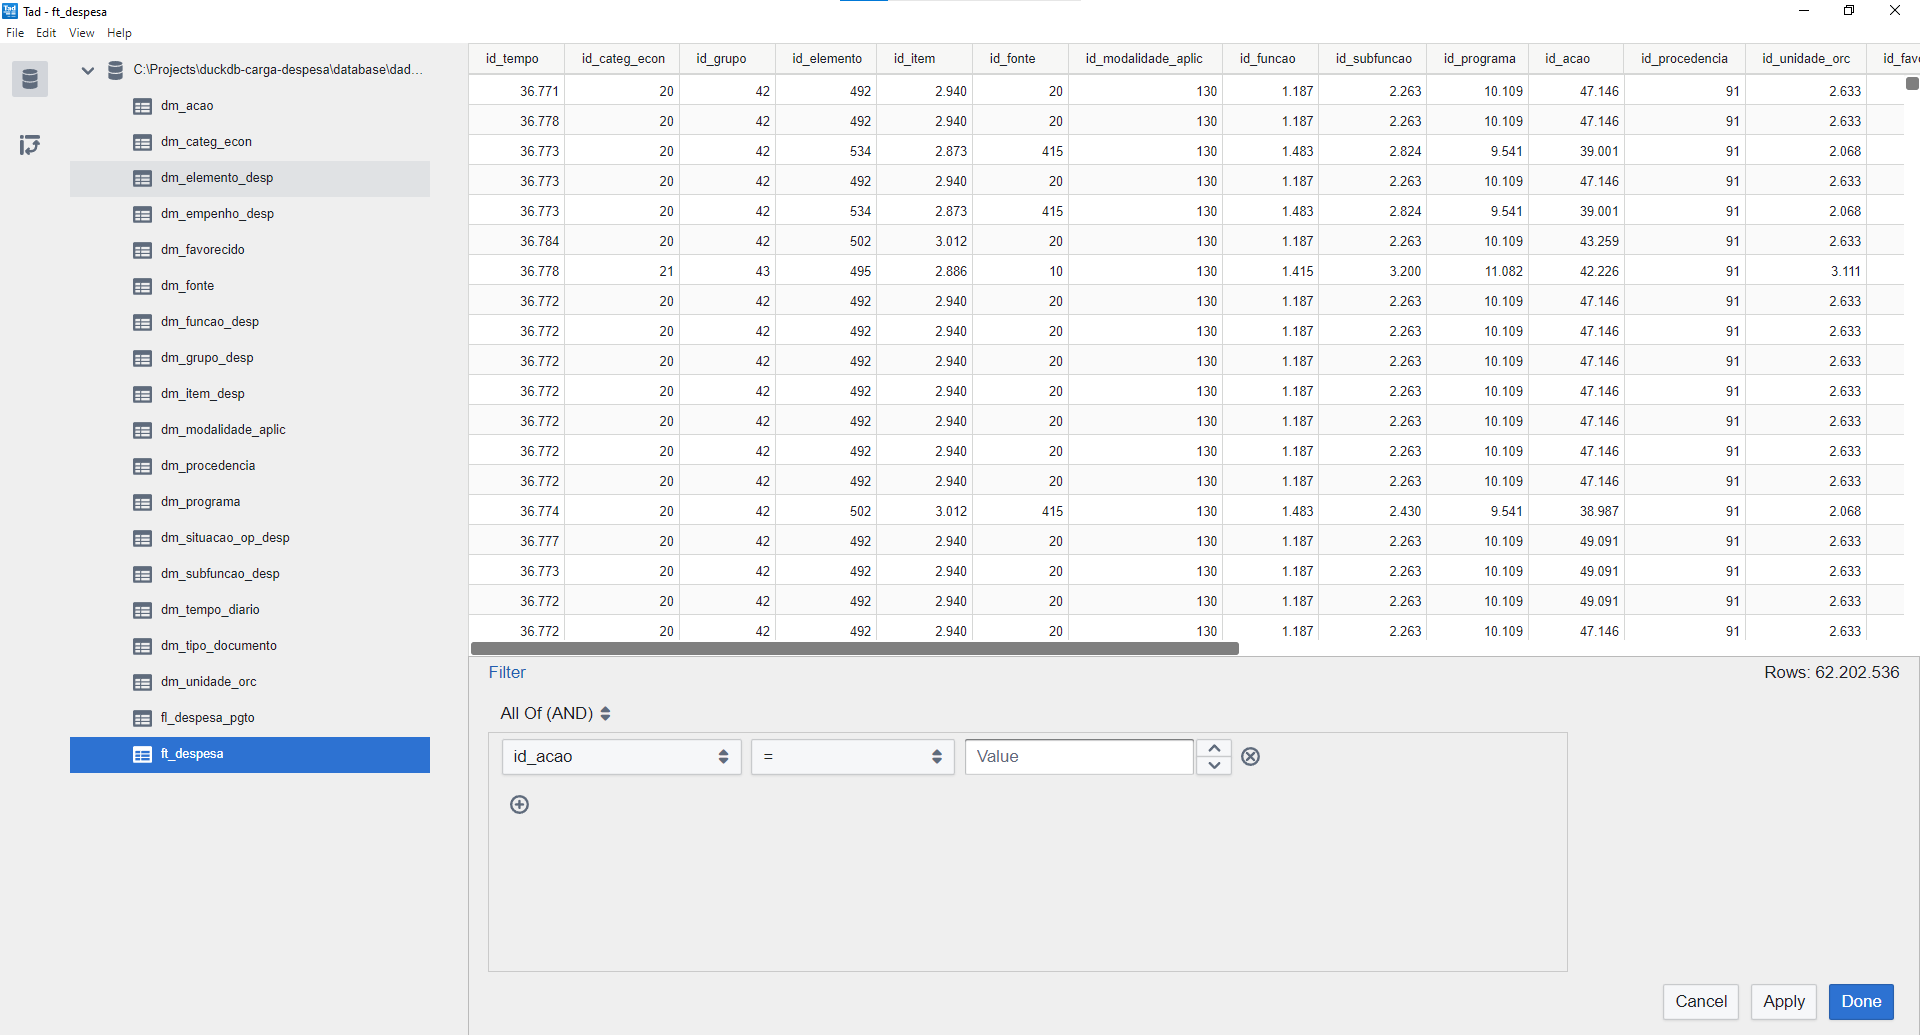 Tad - ft_despesa
File Edit View Help
C:\Projects\duckdb-carga-despesa\database\dad...
dm_acao
dm_categ_econ
dm_elemento_desp
dm_empenho_desp
dm_favorecido
dm_fonte
dm_funcao_desp
dm_grupo_desp
dm_item_desp
dm_modalidade_aplic
dm_procedencia
dm_programa
dm_situacao_op_desp
dm_subfuncao_desp
dm_tempo_diario
dm_tipo_documento
dm_unidade_orc
fl_despesa_pgto
ft_despesa
id_tempo id_categ_econ id_grupo id_elemento id_item id_fonte id_modalidade_aplic id_funcao id_subfuncao id_programa id_acao id_procedencia id_unidade_orc id_fav
36.771 20 42 492 2.940 20 130 1.187 2.263 10.109 47.146 91 2.633
36.778 20 42 492 2.940 20 130 1.187 2.263 10.109 47.146 91 2.633
36.773 20 42 534 2.873 415 130 1.483 2.824 9.541 39.001 91 2.068
36.773 20 42 492 2.940 20 130 1.187 2.263 10.109 47.146 91 2.633
36.773 20 42 534 2.873 415 130 1.483 2.824 9.541 39.001 91 2.068
36.784 20 42 502 3.012 20 130 1.187 2.263 10.109 43.259 91 2.633
36.778 21 43 495 2.886 10 130 1.415 3.200 11.082 42.226 91 3.111
36.772 20 42 492 2.940 20 130 1.187 2.263 10.109 47.146 91 2.633
36.772 20 42 492 2.940 20 130 1.187 2.263 10.109 47.146 91 2.633
36.772 20 42 492 2.940 20 130 1.187 2.263 10.109 47.146 91 2.633
36.772 20 42 492 2.940 20 130 1.187 2.263 10.109 47.146 91 2.633
36.772 20 42 492 2.940 20 130 1.187 2.263 10.109 47.146 91 2.633
36.772 20 42 492 2.940 20 130 1.187 2.263 10.109 47.146 91 2.633
36.772 20 42 492 2.940 20 130 1.187 2.263 10.109 47.146 91 2.633
36.774 20 42 502 3.012 415 130 1.483 2.430 9.541 38.987 91 2.068
36.777 20 42 492 2.940 20 130 1.187 2.263 10.109 49.091 91 2.633
36.773 20 42 492 2.940 20 130 1.187 2.263 10.109 49.091 91 2.633
36.772 20 42 492 2.940 20 130 1.187 2.263 10.109 49.091 91 2.633
36.772 20 42 492 2.940 20 130 1.187 2.263 10.109 47.146 91 2.633
Filter Rows: 62.202.536
All Of (AND)
id_acao = Value
Cancel Apply Done